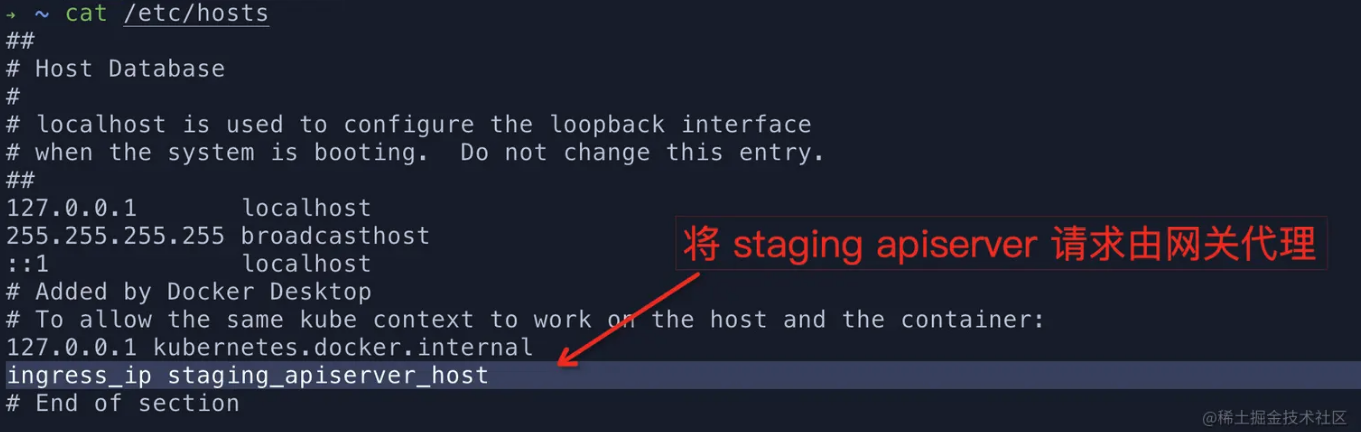 → ~ cat /etc/hosts
##
# Host Database
#
# localhost is used to configure the loopback interface
# when the system is booting.  Do not change this entry.
##
127.0.0.1       localhost
255.255.255.255 broadcasthost
将 staging apiserver 请求由网关代理
::1             localhost
# Added by Docker Desktop
# To allow the same kube context to work on the host and the container:
127.0.0.1 kubernetes.docker.internal
ingress_ip staging_apiserver_host
# End of section
@稀土掘金技术社区